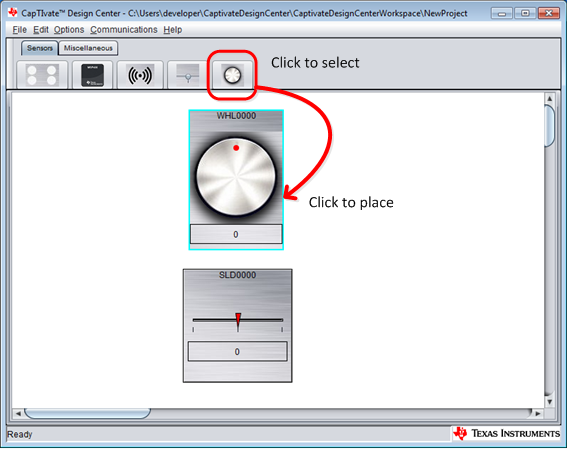 CapTIvate™ Design Center - C:\Users\developer\CaptivateDesignCenter\CaptivateDesignCenterWorkspace\NewProject
File Edit Options Communications Help
Sensors Miscellaneous
Click to select
WHL0000
Click to place
0
SLD0000
0
Ready
TEXAS INSTRUMENTS